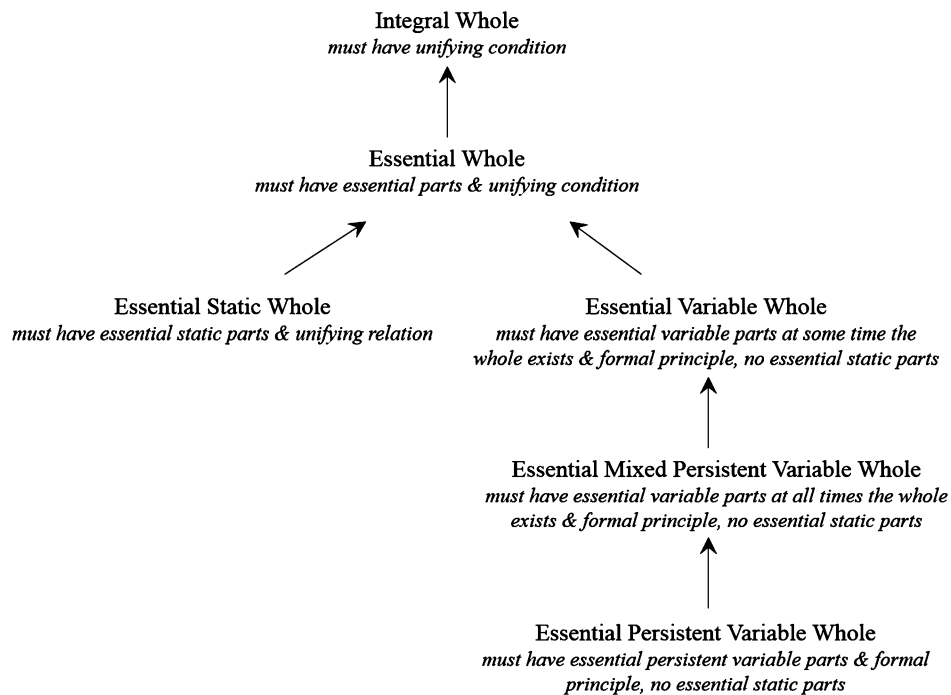 Integral Whole
must have unifying condition
Essential Whole
must have essential parts & unifying condition
Essential Static Whole
must have essential static parts & unifying relation
Essential Variable Whole
must have essential variable parts at some time the
whole exists & formal principle, no essential static parts
Essential Mixed Persistent Variable Whole
must have essential variable parts at all times the whole
exists & formal principle, no essential static parts
Essential Persistent Variable Whole
must have essential persistent variable parts & formal
principle, no essential static parts